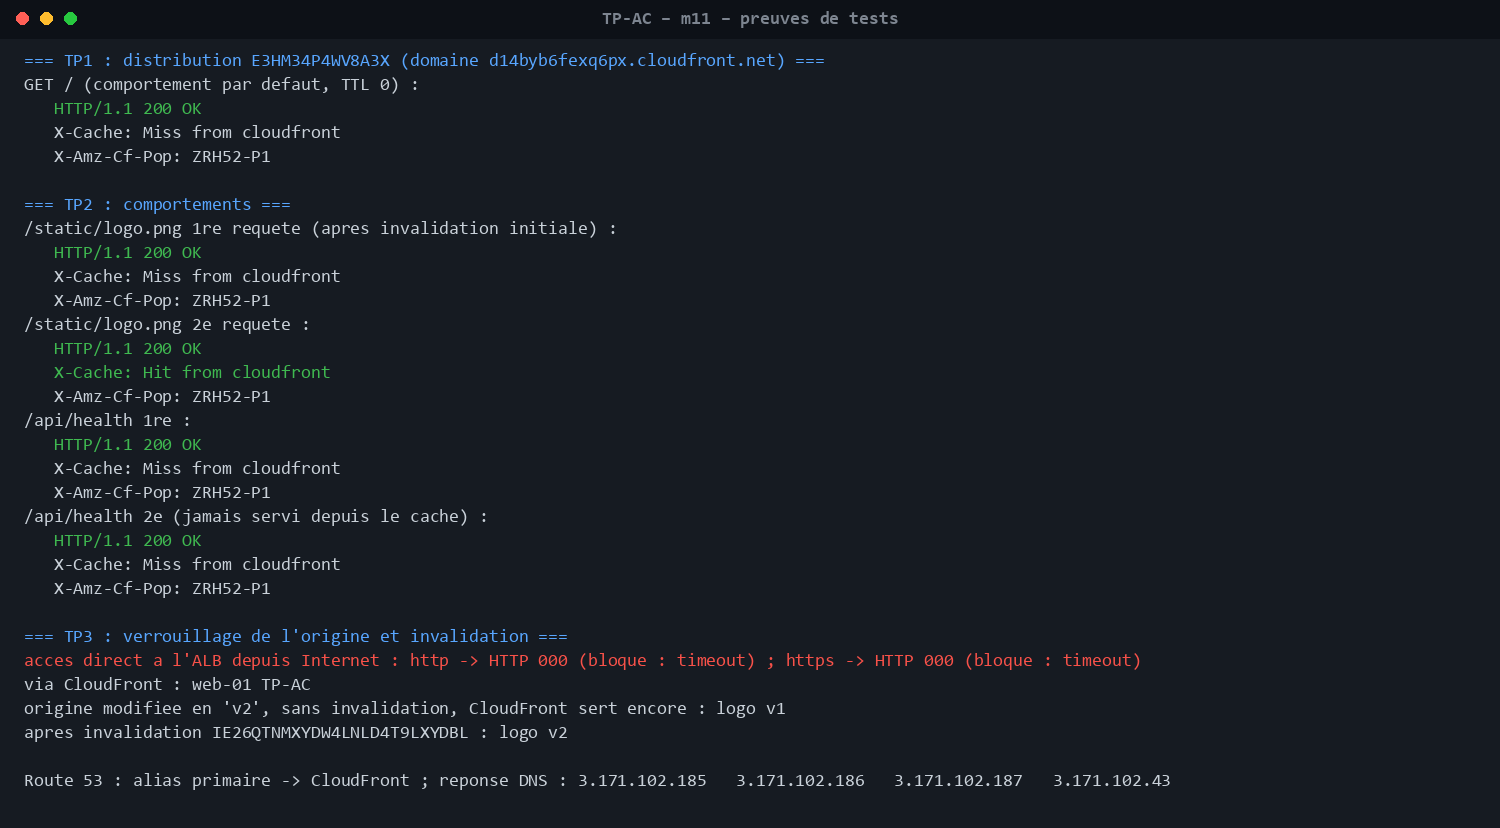 TP-AC – m11 – preuves de tests
=== TP1 : distribution E3HM34P4WV8A3X (domaine d14byb6fexq6px.cloudfront.net) ===
GET / (comportement par defaut, TTL 0) :
HTTP/1.1 200 OK
X-Cache: Miss from cloudfront
X-Amz-Cf-Pop: ZRH52-P1
=== TP2 : comportements ===
/static/logo.png 1re requete (apres invalidation initiale) :
HTTP/1.1 200 OK
X-Cache: Miss from cloudfront
X-Amz-Cf-Pop: ZRH52-P1
/static/logo.png 2e requete :
HTTP/1.1 200 OK
X-Cache: Hit from cloudfront
X-Amz-Cf-Pop: ZRH52-P1
/api/health 1re :
HTTP/1.1 200 OK
X-Cache: Miss from cloudfront
X-Amz-Cf-Pop: ZRH52-P1
/api/health 2e (jamais servi depuis le cache) :
HTTP/1.1 200 OK
X-Cache: Miss from cloudfront
X-Amz-Cf-Pop: ZRH52-P1
=== TP3 : verrouillage de l'origine et invalidation ===
acces direct a l'ALB depuis Internet : http -> HTTP 000 (bloque : timeout) ; https -> HTTP 000 (bloque : timeout)
via CloudFront : web-01 TP-AC
origine modifiee en 'v2', sans invalidation, CloudFront sert encore : logo v1
apres invalidation IE26QTNMXYDW4LNLD4T9LXYDBL : logo v2
Route 53 : alias primaire -> CloudFront ; reponse DNS : 3.171.102.185   3.171.102.186   3.171.102.187   3.171.102.43